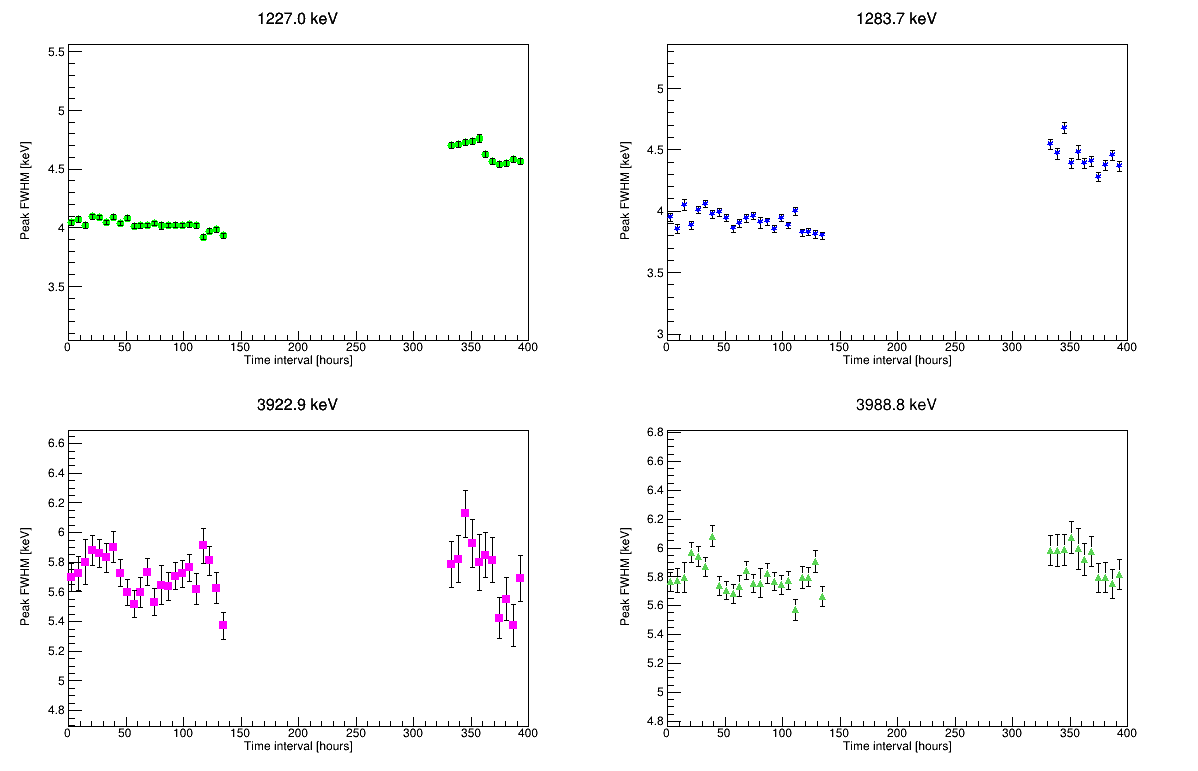 1227.0 keV
5.5
5
4.5
4
3.5
Peak FWHM [keV]
0 50 100 150 200 250 300 350 400
Time interval [hours]
1283.7 keV
5
4.5
4
3.5
3
Peak FWHM [keV]
0 50 100 150 200 250 300 350 400
Time interval [hours]
3922.9 keV
6.6
6.4
6.2
6
5.8
5.6
5.4
5.2
5
4.8
Peak FWHM [keV]
0 50 100 150 200 250 300 350 400
Time interval [hours]
3988.8 keV
6.8
6.6
6.4
6.2
6
5.8
5.6
5.4
5.2
5
4.8
Peak FWHM [keV]
0 50 100 150 200 250 300 350 400
Time interval [hours]